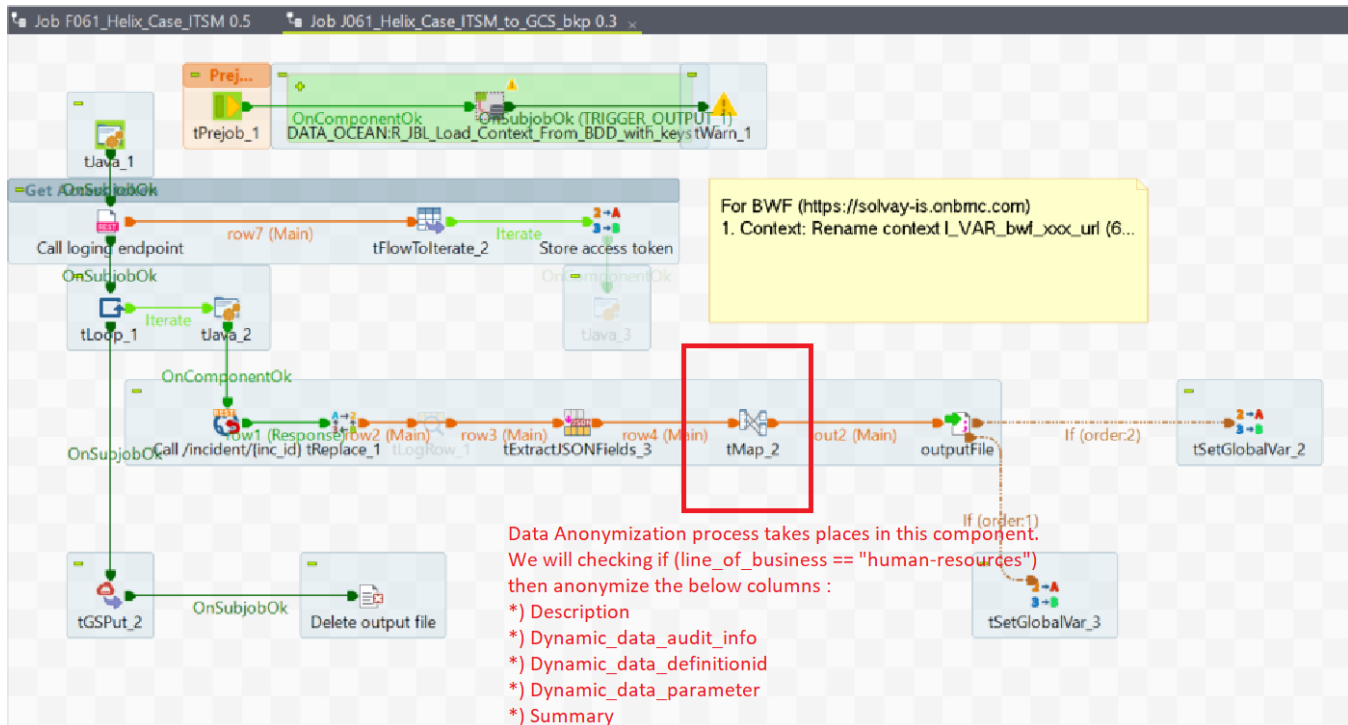 Job F061_Helix_Case_ITSM 0.5
Job J061_Helix_Case_ITSM_to_GCS_bkp 0.3
Prej...
OnComponentOk
OnSubjobOk (TRIGGER_OUTPUT_1)
tPrejob_1
DATA_OCEAN:R_JBL_Load_Context_From_BDD_with_keys
tWarn_1
tJava_1
OnSubjobOk
Get Access token
row7 (Main)
Iterate
Call loging endpoint
tFlowToIterate_2
Store access token
For BWF (https://solvay-is.onbmc.com)
1. Context: Rename context I_VAR_bwf_xxx_url (6...
OnSubjobOk
OnComponentOk
Iterate
tLoop_1
tJava_2
tJava_3
OnComponentOk
row1 (Response)
row2 (Main)
row3 (Main)
row4 (Main)
out2 (Main)
If (order:2)
OnSubjobOk
Call /incident/{inc_id}
tReplace_1
tLogRow_1
tExtractJSONFields_3
tMap_2
outputFile
tSetGlobalVar_2
If (order:1)
Data Anonymization process takes places in this component.
We will checking if (line_of_business == "human-resources")
then anonymize the below columns :
*) Description
*) Dynamic_data_audit_info
*) Dynamic_data_definitionid
*) Dynamic_data_parameter
*) Summary
OnSubjobOk
tGSPut_2
Delete output file
tSetGlobalVar_3